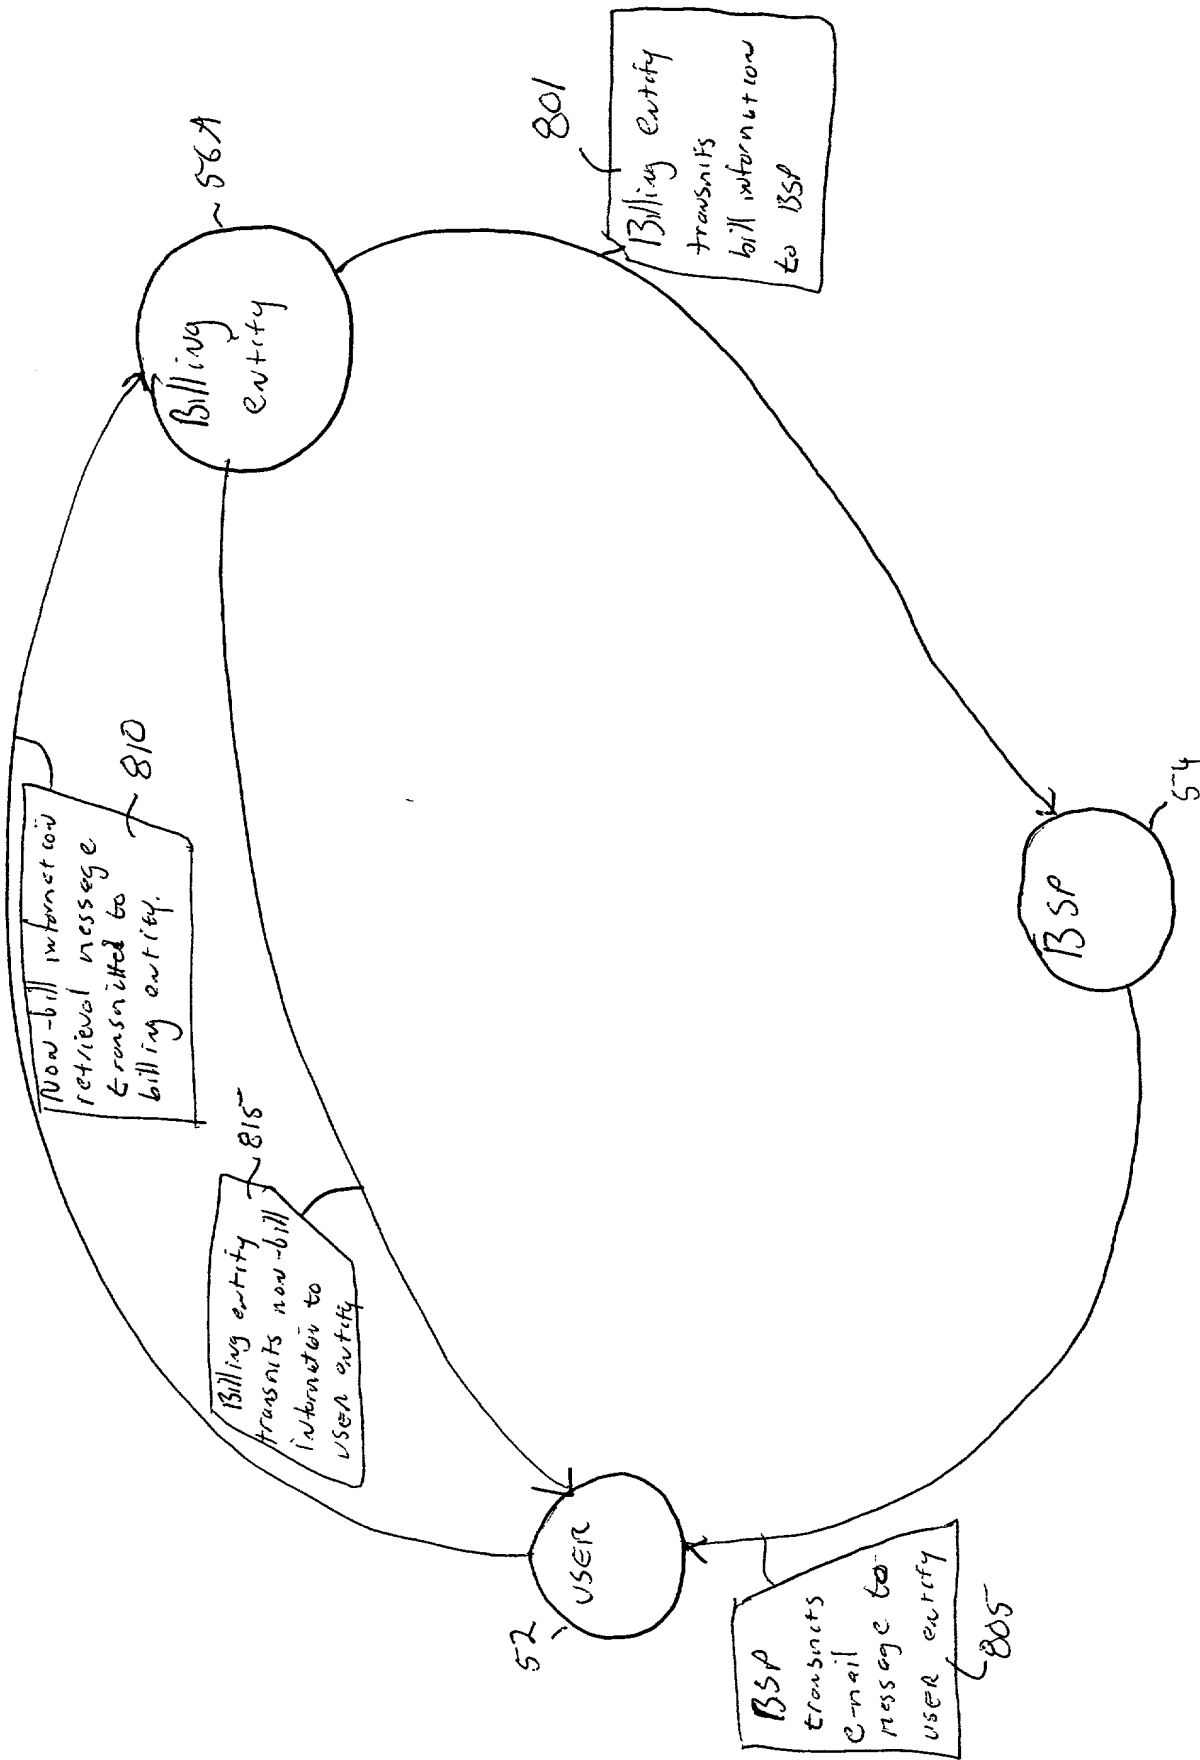 Non-bill information
retrieval message
transmitted to
billing entity.
810
Billing entity
transmits non-bill
information to
USER entity
815
Billing
entity
56A
801
Billing entity
transmits
bill information
to BSP
USER
52
BSP
54
BSP
transmits
e-mail
message to
USER entity
805